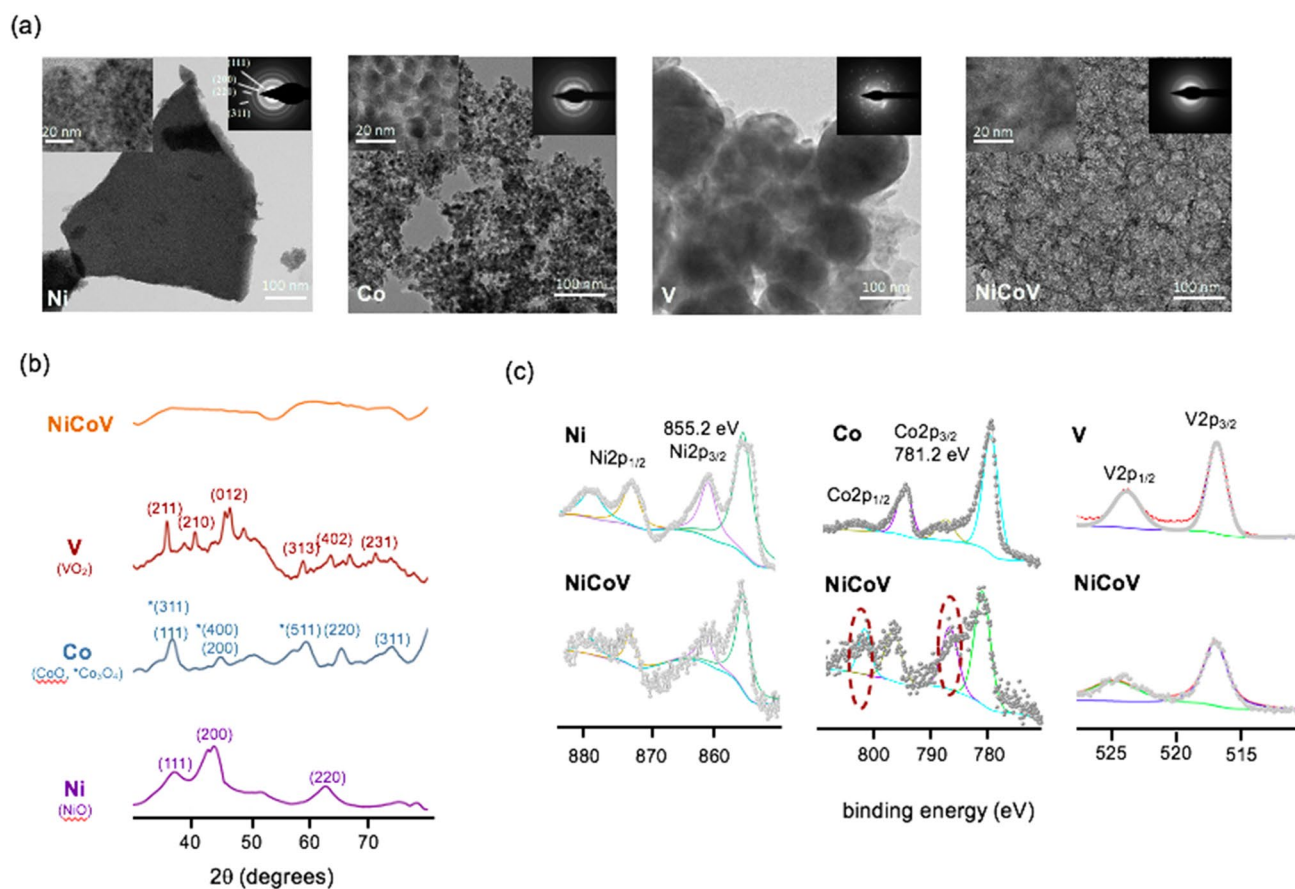 (a)
(111)
(200)
(220)
(311)
20 nm
Ni
100 nm
20 nm
Co
100 nm
V
100 nm
20 nm
NiCoV
100 nm
(b)
NiCoV
V
(VO₂)
(211)
(210)
(012)
(313)
(402)
(231)
Co
(CoO, *Co₃O₄)
*(311)
(111)
*(400)
(200)
*(511)
(220)
(311)
Ni
(NiO)
(111)
(200)
(220)
40 50 60 70
2θ (degrees)
(c)
Ni
855.2 eV
Ni2p₁/₂
Ni2p₃/₂
NiCoV
880 870 860
Co
Co2p₃/₂
781.2 eV
Co2p₁/₂
NiCoV
800 790 780
V
V2p₃/₂
V2p₁/₂
NiCoV
525 520 515
binding energy (eV)